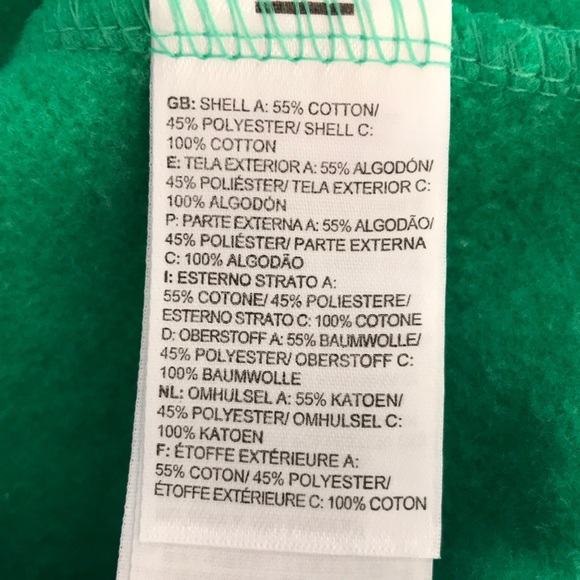 GB: SHELL A: 55% COTTON/
45% POLYESTER/ SHELL C:
100% COTTON
E: TELA EXTERIOR A: 55% ALGODÓN/
45% POLIÉSTER/ TELA EXTERIOR C:
100% ALGODÓN
P: PARTE EXTERNA A: 55% ALGODÃO/
45% POLIÉSTER/ PARTE EXTERNA
C: 100% ALGODÃO
I: ESTERNO STRATO A:
55% COTONE/ 45% POLIESTERE/
ESTERNO STRATO C: 100% COTONE
D: OBERSTOFF A: 55% BAUMWOLLE/
45% POLYESTER/ OBERSTOFF C:
100% BAUMWOLLE
NL: OMHULSEL A: 55% KATOEN/
45% POLYESTER/ OMHULSEL C:
100% KATOEN
F: ÉTOFFE EXTÉRIEURE A:
55% COTON/ 45% POLYESTER/
ÉTOFFE EXTÉRIEURE C: 100% COTON